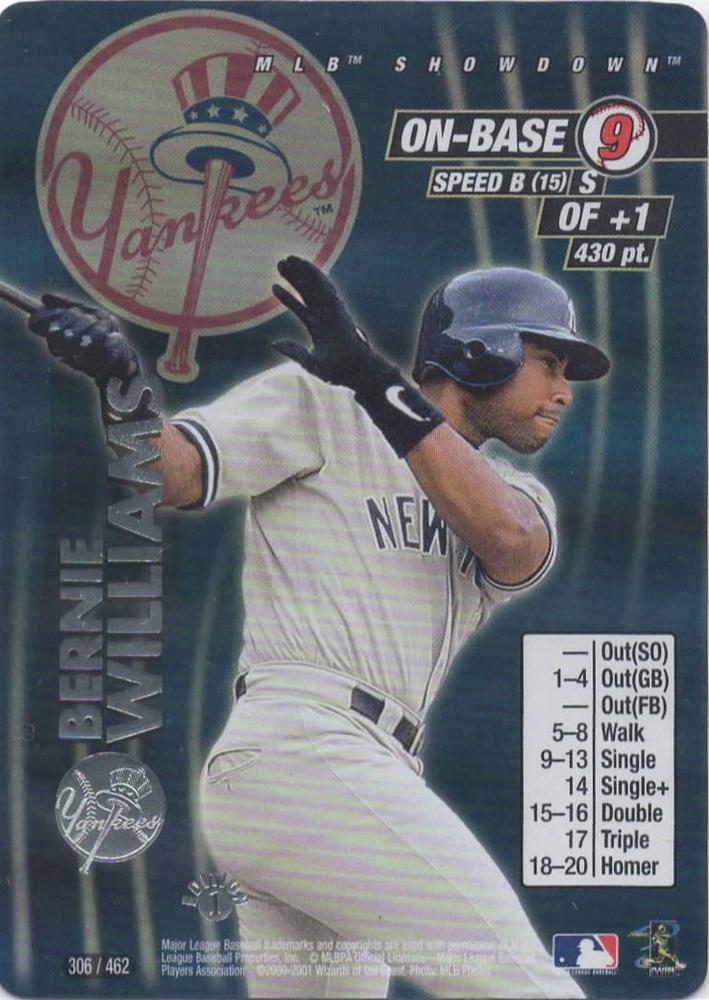 MLB™ SHOWDOWN™
Yankees™
ON-BASE 9
SPEED B (15) S
OF +1
430 pt.
BERNIE
WILLIAMS
NEW
— Out(SO)
1–4 Out(GB)
— Out(FB)
5–8 Walk
9–13 Single
14 Single+
15–16 Double
17 Triple
18–20 Homer
Yankees
EDITION
1
306 / 462
Major League Baseball trademarks and copyrights are used with permission of
League Baseball Properties, Inc. © MLBPA Official Licensee– Major League Baseball
Players Association ©2000-2001 Wizards of the Coast. Photo: MLB Photos